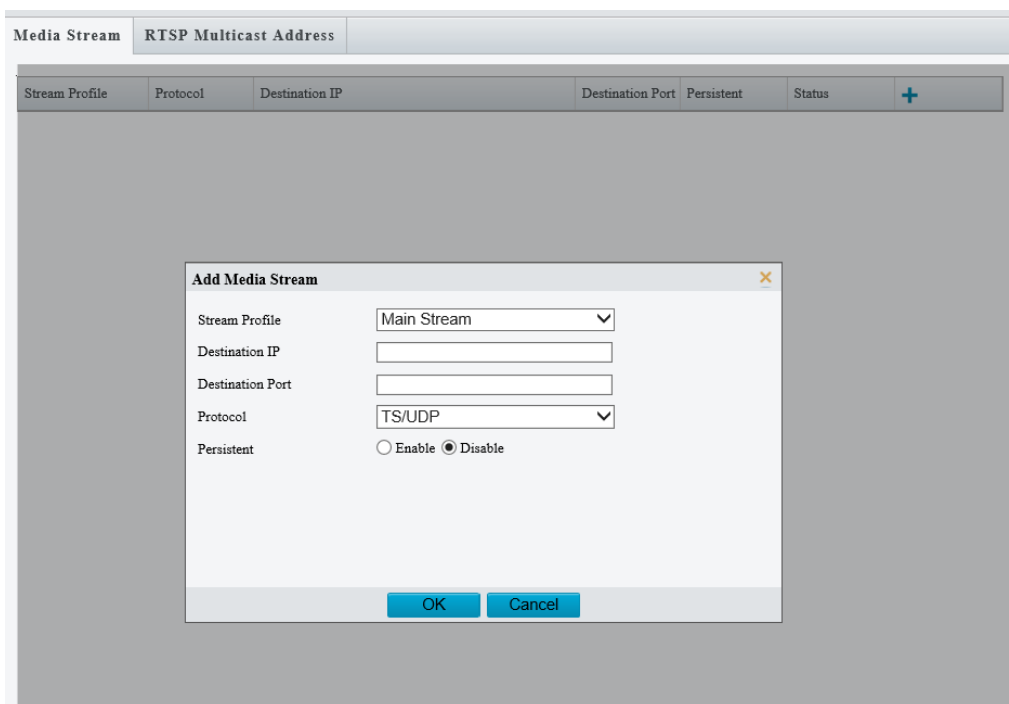 Media Stream RTSP Multicast Address
Stream Profile Protocol Destination IP Destination Port Persistent Status
Add Media Stream
Stream Profile Main Stream
Destination IP
Destination Port
Protocol TS/UDP
Persistent Enable Disable
OK Cancel